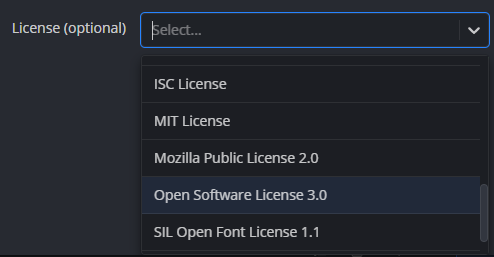 License (optional)
Select...
ISC License
MIT License
Mozilla Public License 2.0
Open Software License 3.0
SIL Open Font License 1.1